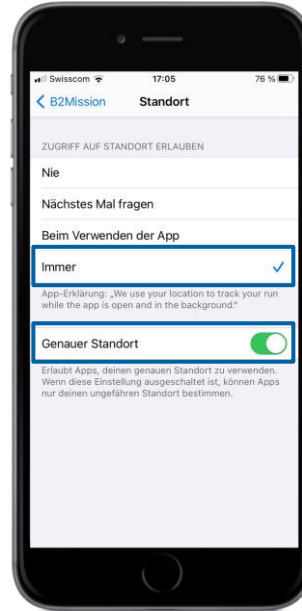 Swisscom 17:05 76 %
B2Mission Standort
ZUGRIFF AUF STANDORT ERLAUBEN
Nie
Nächstes Mal fragen
Beim Verwenden der App
Immer
App-Erklärung: „We use your location to track your run
while the app is open and in the background.“
Genauer Standort
Erlaubt Apps, deinen genauen Standort zu verwenden.
Wenn diese Einstellung ausgeschaltet ist, können Apps
nur deinen ungefähren Standort bestimmen.